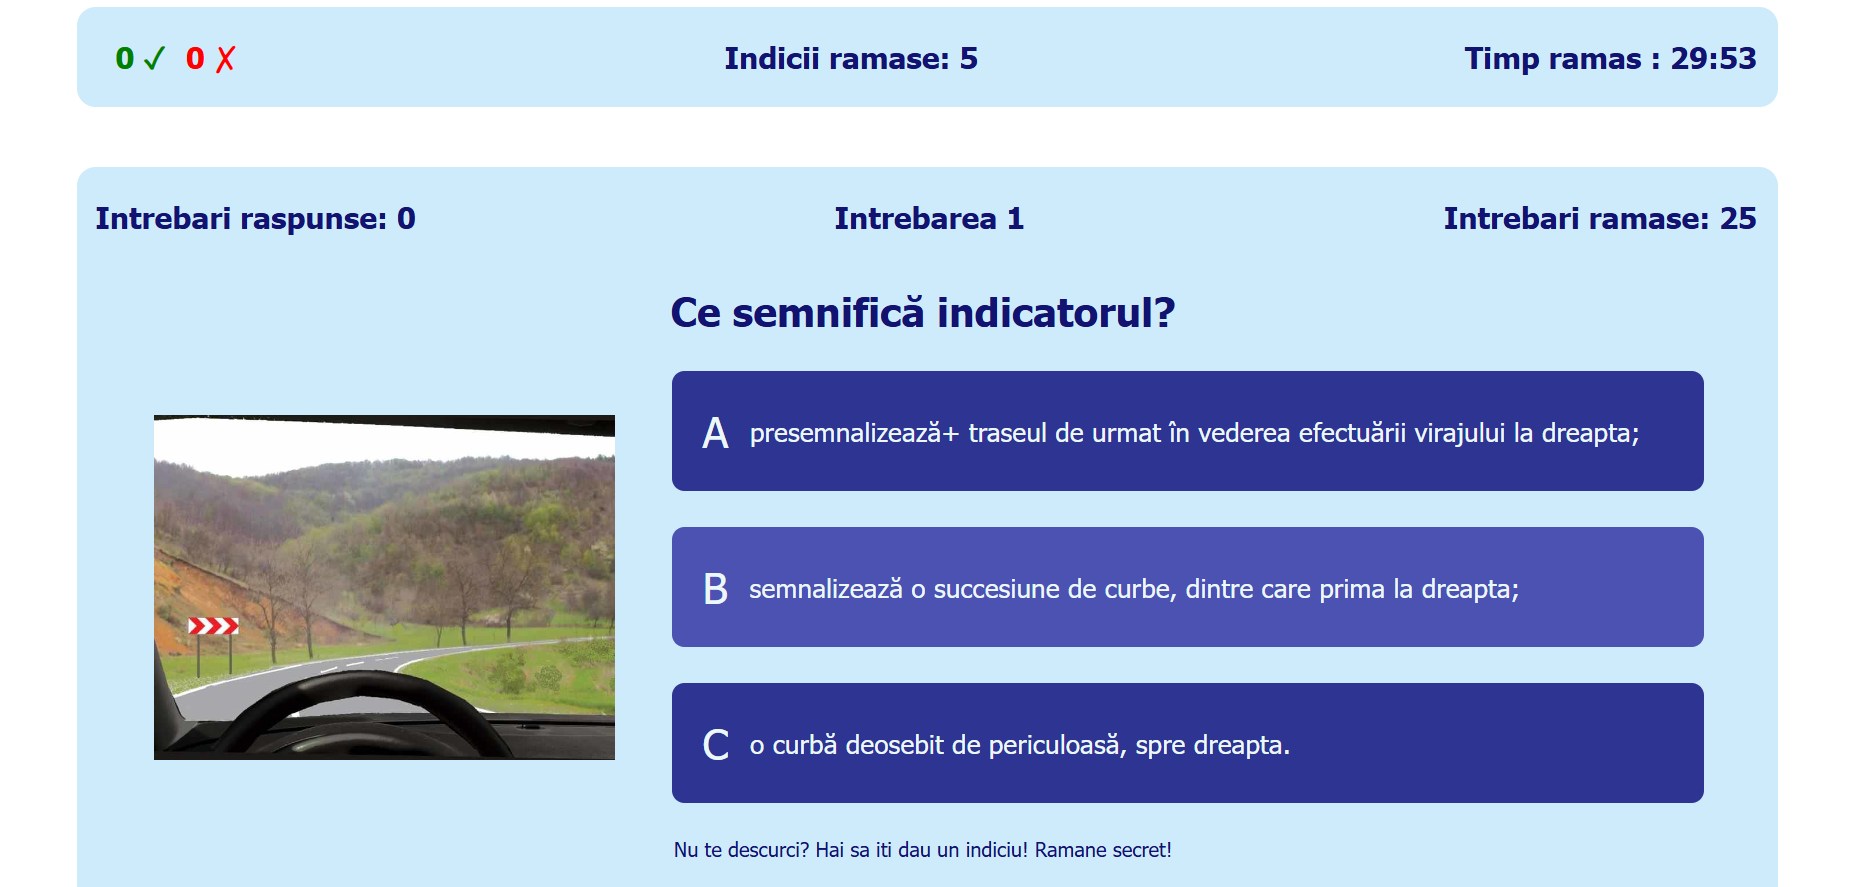 0 ✓ 0 ✗
Indicii ramase: 5
Timp ramas : 29:53
Intrebari raspunse: 0
Intrebarea 1
Intrebari ramase: 25
Ce semnifică indicatorul?
A presemnalizează+ traseul de urmat în vederea efectuării virajului la dreapta;
B semnalizează o succesiune de curbe, dintre care prima la dreapta;
C o curbă deosebit de periculoasă, spre dreapta.
Nu te descurci? Hai sa iti dau un indiciu! Ramane secret!